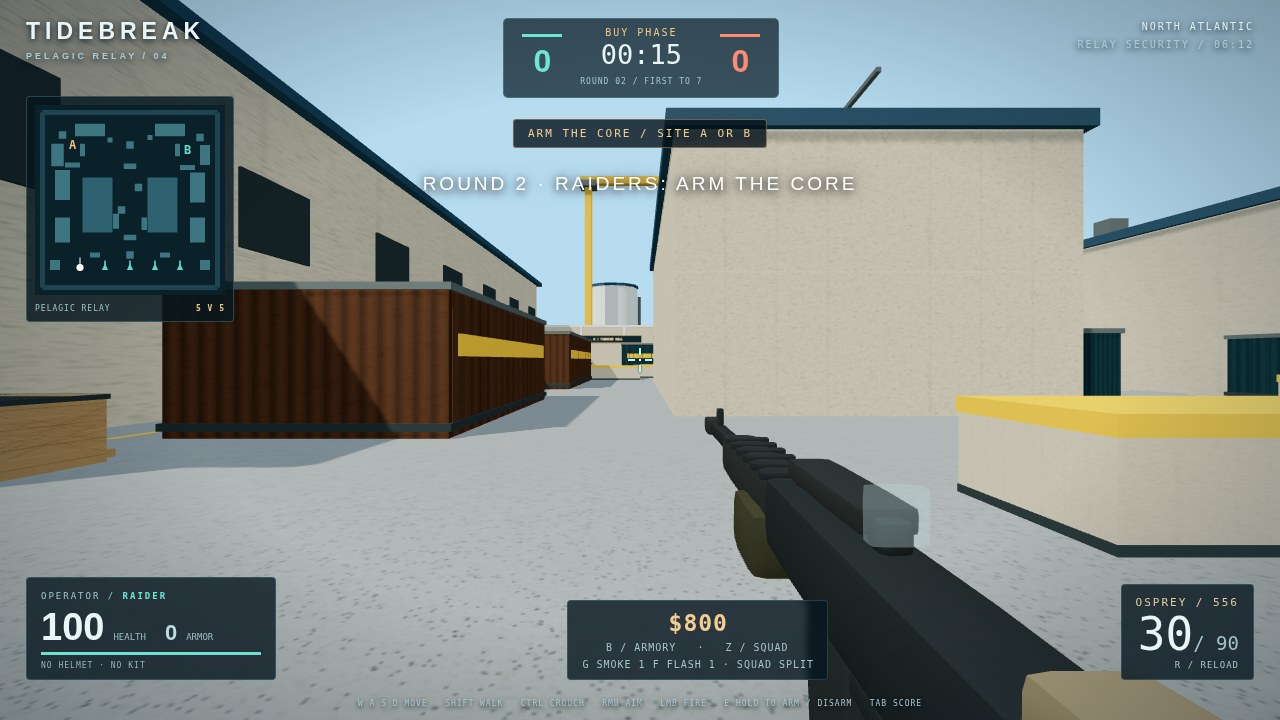 TIDEBREAK
PELAGIC RELAY / 04
BUY PHASE
0 00:15 0
ROUND 02 / FIRST TO 7
NORTH ATLANTIC
RELAY SECURITY / 06:12
ARM THE CORE / SITE A OR B
ROUND 2 · RAIDERS: ARM THE CORE
A
B
PELAGIC RELAY 5 V 5
OPERATOR / RAIDER
100 HEALTH 0 ARMOR
NO HELMET · NO KIT
$800
B / ARMORY · Z / SQUAD
G SMOKE 1 F FLASH 1 · SQUAD SPLIT
OSPREY / 556
30 / 90
R / RELOAD
W A S D MOVE SHIFT WALK CTRL CROUCH RMB AIM LMB FIRE E HOLD TO ARM / DISARM TAB SCORE